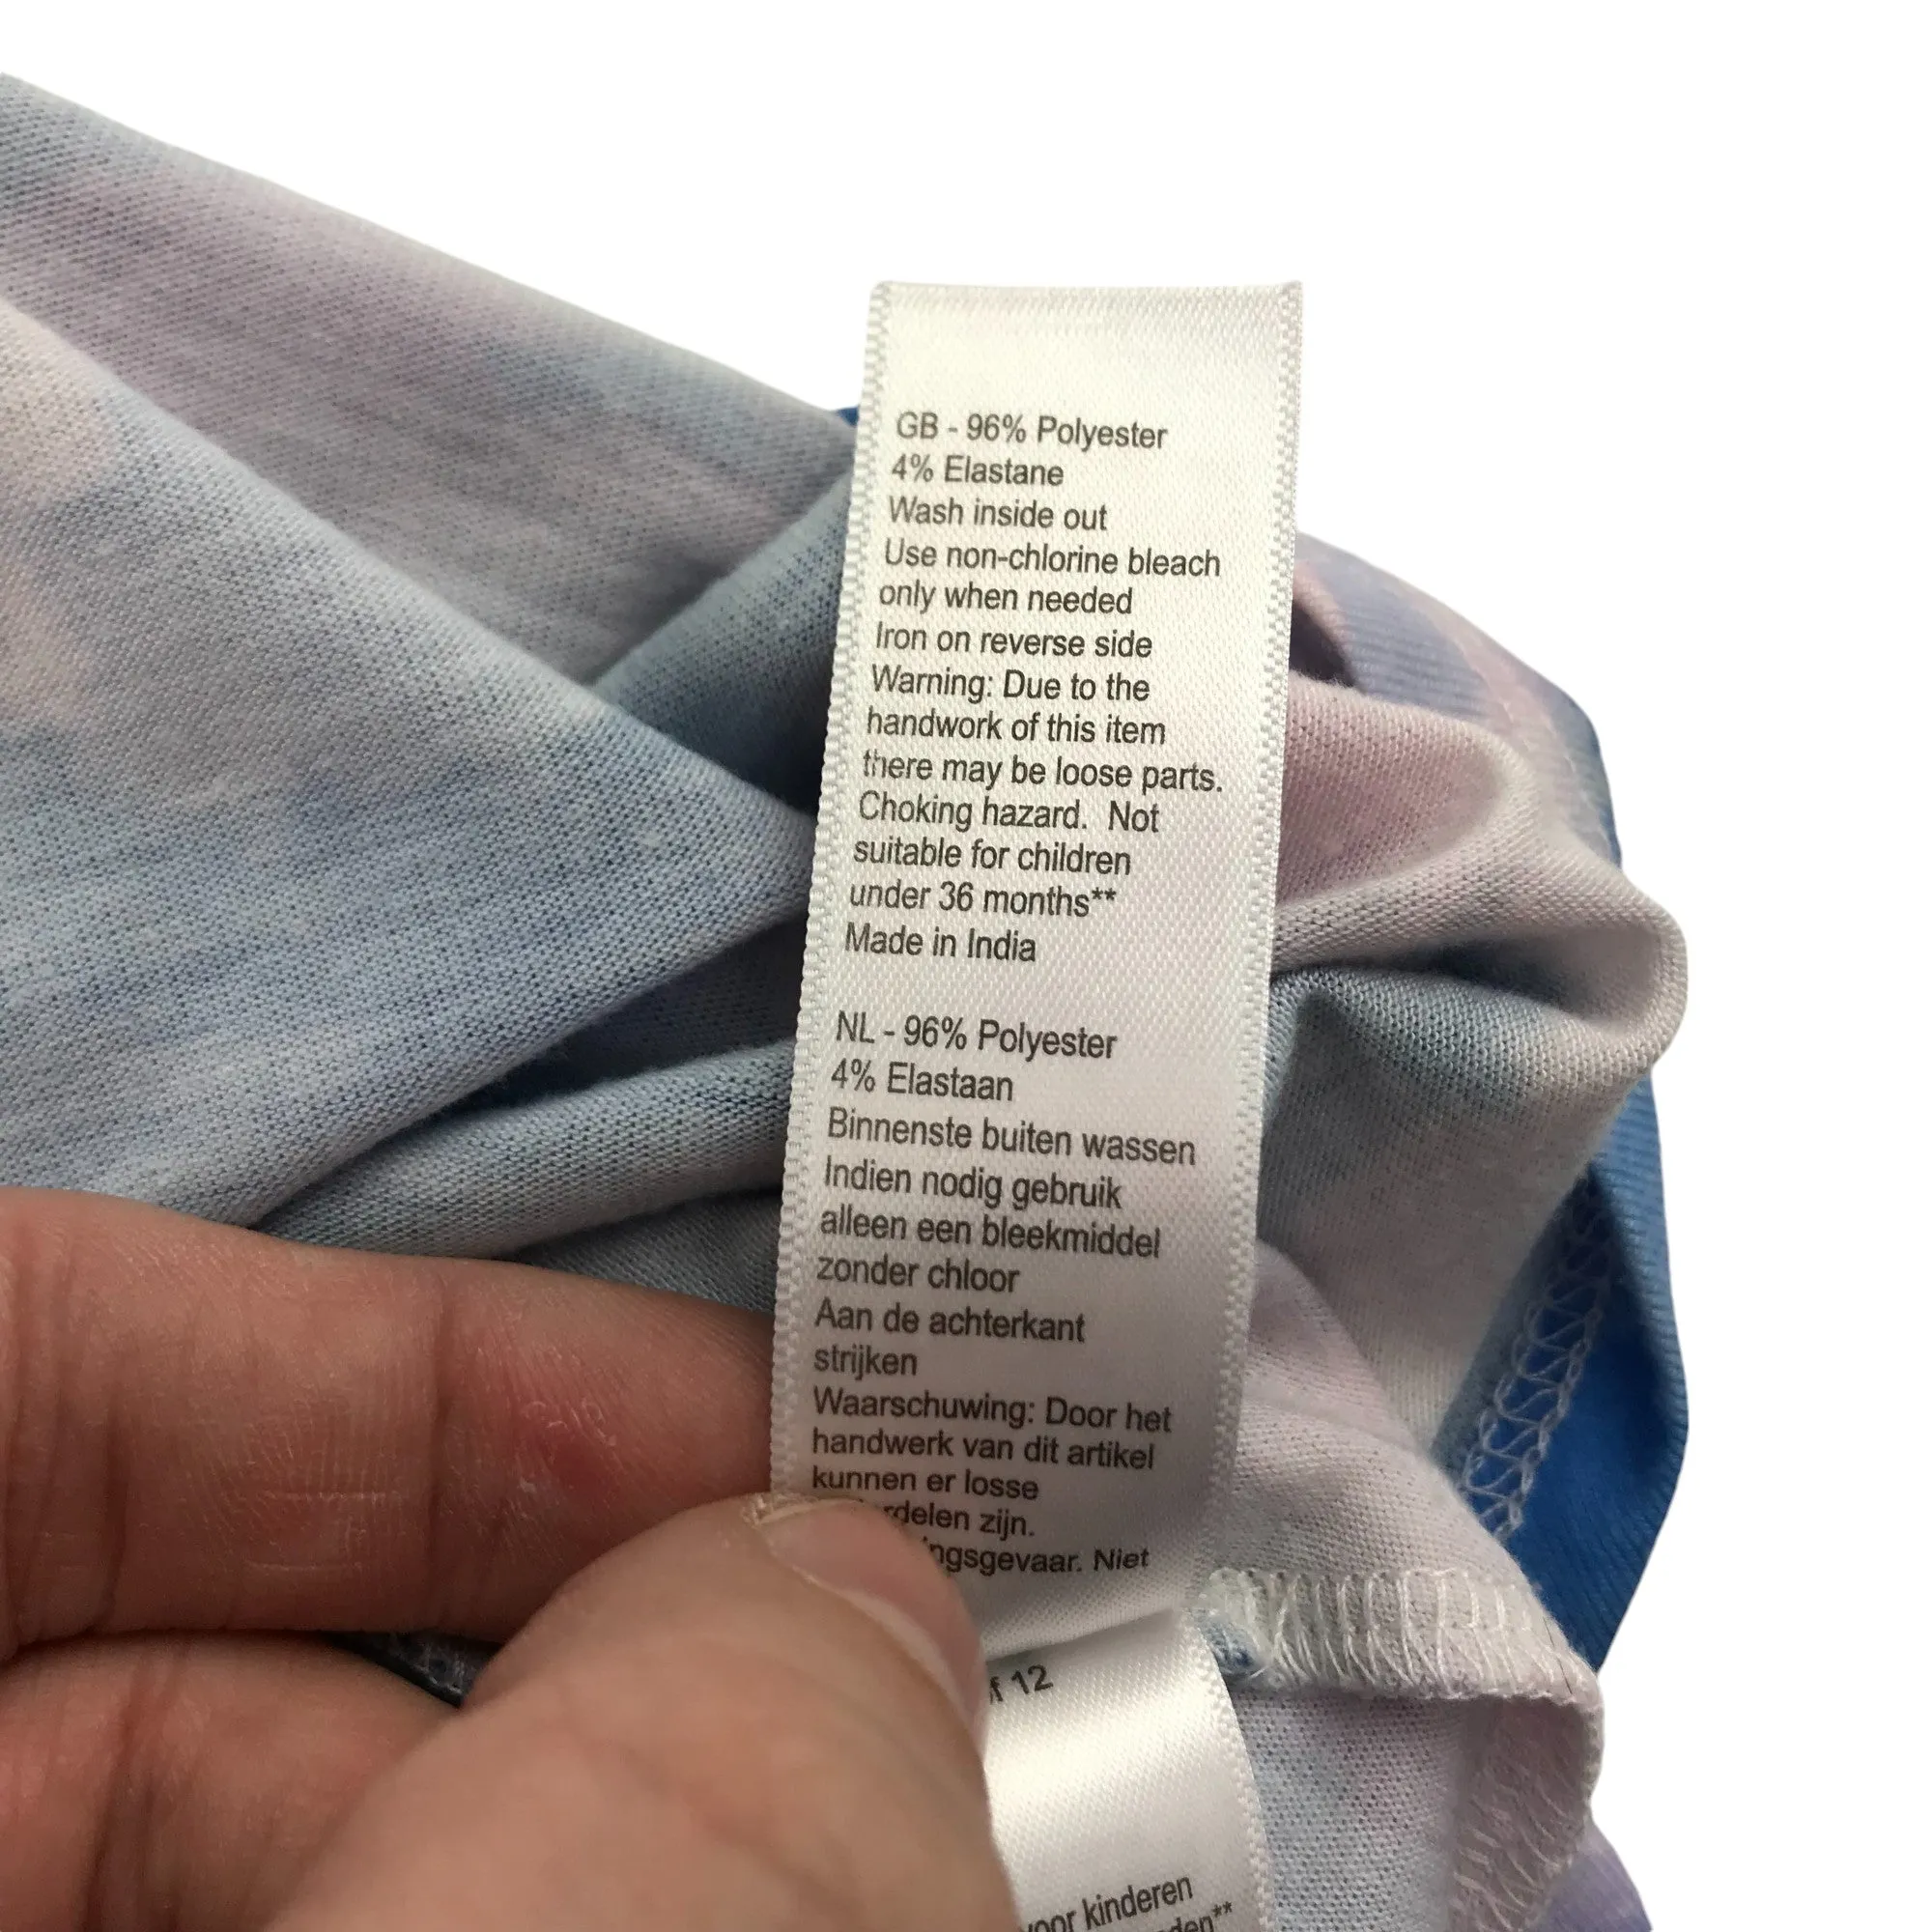 GB - 96% Polyester
4% Elastane
Wash inside out
Use non-chlorine bleach
only when needed
Iron on reverse side
Warning: Due to the
handwork of this item
there may be loose parts.
Choking hazard. Not
suitable for children
under 36 months**
Made in India
NL - 96% Polyester
4% Elastaan
Binnenste buiten wassen
Indien nodig gebruik
alleen een bleekmiddel
zonder chloor
Aan de achterkant
strijken
Waarschuwing: Door het
handwerk van dit artikel
kunnen er losse
zijn.
Niet
12
kinderen